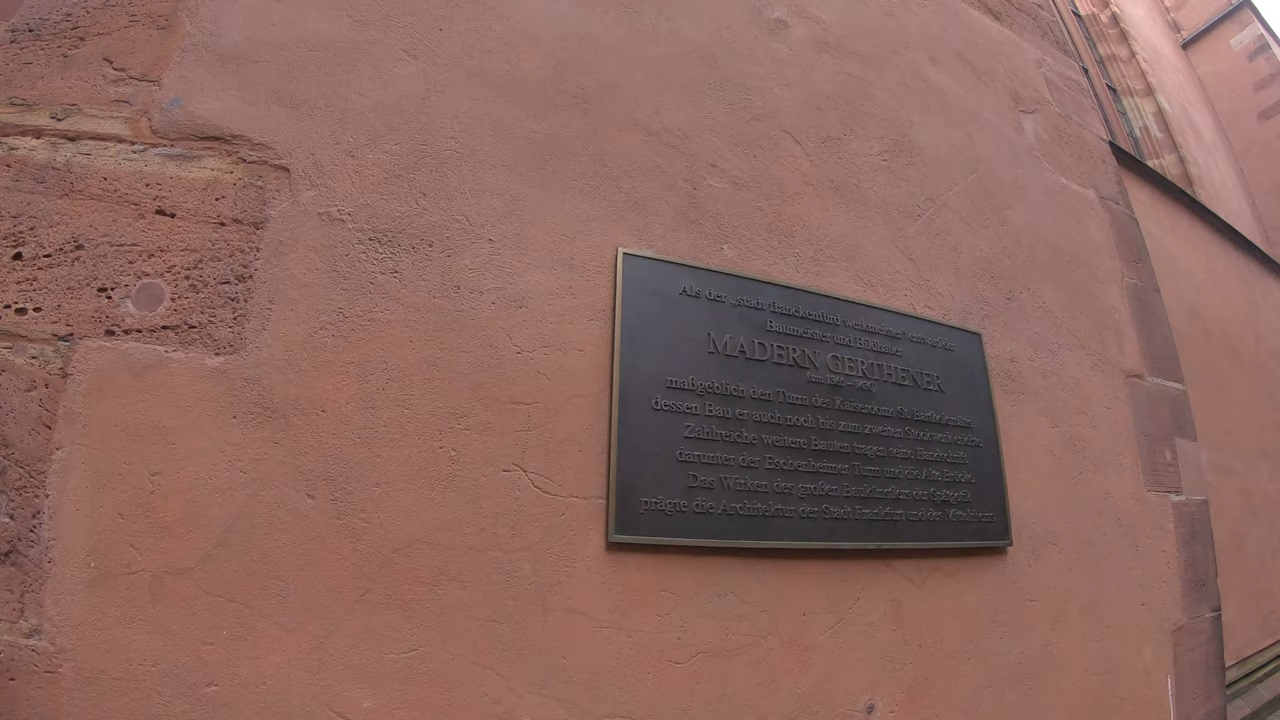 Als der „stadt franckenfurd werkmeister“ entwarf der
Baumeister und Bildhauer
MADERN GERTHENER
(um 1360 – 1430)
maßgeblich den Turm des Kaiserdoms St. Bartholomäus,
dessen Bau er auch noch bis zum zweiten Stockwerk leitete.
Zahlreiche weitere Bauten tragen seine Handschrift,
darunter der Eschenheimer Turm und die Alte Brücke.
Das Wirken des großen Baukünstlers der Spätgotik
prägte die Architektur der Stadt Frankfurt und des Mittelrheins.